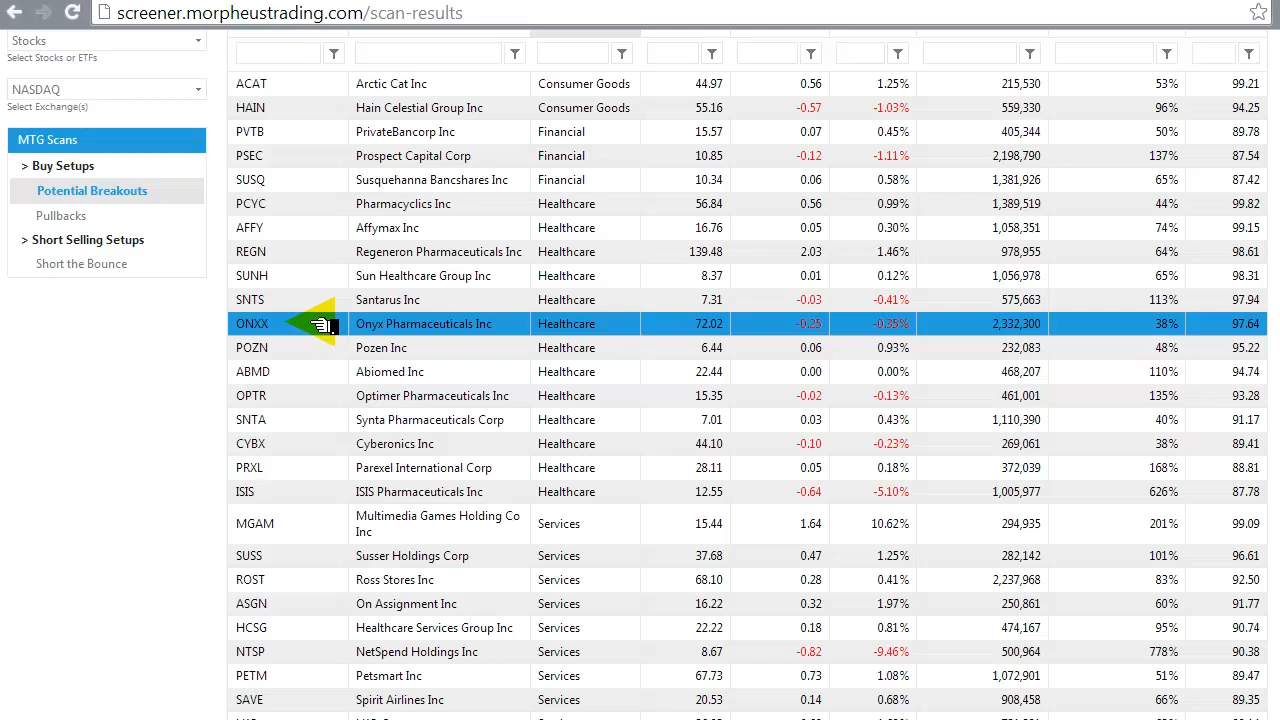 screener.morpheustrading.com/scan-results
Stocks
Select Stocks or ETFs
NASDAQ
Select Exchange(s)
MTG Scans
> Buy Setups
Potential Breakouts
Pullbacks
> Short Selling Setups
Short the Bounce
ACAT Arctic Cat Inc Consumer Goods 44.97 0.56 1.25% 215,530 53% 99.21
HAIN Hain Celestial Group Inc Consumer Goods 55.16 -0.57 -1.03% 559,330 96% 94.25
PVTB PrivateBancorp Inc Financial 15.57 0.07 0.45% 405,344 50% 89.78
PSEC Prospect Capital Corp Financial 10.85 -0.12 -1.11% 2,198,790 137% 87.54
SUSQ Susquehanna Bancshares Inc Financial 10.34 0.06 0.58% 1,381,926 65% 87.42
PCYC Pharmacyclics Inc Healthcare 56.84 0.56 0.99% 1,389,519 44% 99.82
AFFY Affymax Inc Healthcare 16.76 0.05 0.30% 1,058,351 74% 99.15
REGN Regeneron Pharmaceuticals Inc Healthcare 139.48 2.03 1.46% 978,955 64% 98.61
SUNH Sun Healthcare Group Inc Healthcare 8.37 0.01 0.12% 1,056,978 65% 98.31
SNTS Santarus Inc Healthcare 7.31 -0.03 -0.41% 575,663 113% 97.94
ONXX Onyx Pharmaceuticals Inc Healthcare 72.02 -0.25 -0.35% 2,332,300 38% 97.64
POZN Pozen Inc Healthcare 6.44 0.06 0.93% 232,083 48% 95.22
ABMD Abiomed Inc Healthcare 22.44 0.00 0.00% 468,207 110% 94.74
OPTR Optimer Pharmaceuticals Inc Healthcare 15.35 -0.02 -0.13% 461,001 135% 93.28
SNTA Synta Pharmaceuticals Corp Healthcare 7.01 0.03 0.43% 1,110,390 40% 91.17
CYBX Cyberonics Inc Healthcare 44.10 -0.10 -0.23% 269,061 38% 89.41
PRXL Parexel International Corp Healthcare 28.11 0.05 0.18% 372,039 168% 88.81
ISIS ISIS Pharmaceuticals Inc Healthcare 12.55 -0.64 -5.10% 1,005,977 626% 87.78
MGAM Multimedia Games Holding Co Inc Services 15.44 1.64 10.62% 294,935 201% 99.09
SUSS Susser Holdings Corp Services 37.68 0.47 1.25% 282,142 101% 96.61
ROST Ross Stores Inc Services 68.10 0.28 0.41% 2,237,968 83% 92.50
ASGN On Assignment Inc Services 16.22 0.32 1.97% 250,861 60% 91.77
HCSG Healthcare Services Group Inc Services 22.22 0.18 0.81% 474,167 95% 90.74
NTSP NetSpend Holdings Inc Services 8.67 -0.82 -9.46% 500,964 778% 90.38
PETM Petsmart Inc Services 67.73 0.73 1.08% 1,072,901 51% 89.47
SAVE Spirit Airlines Inc Services 20.53 0.14 0.68% 908,458 66% 89.35